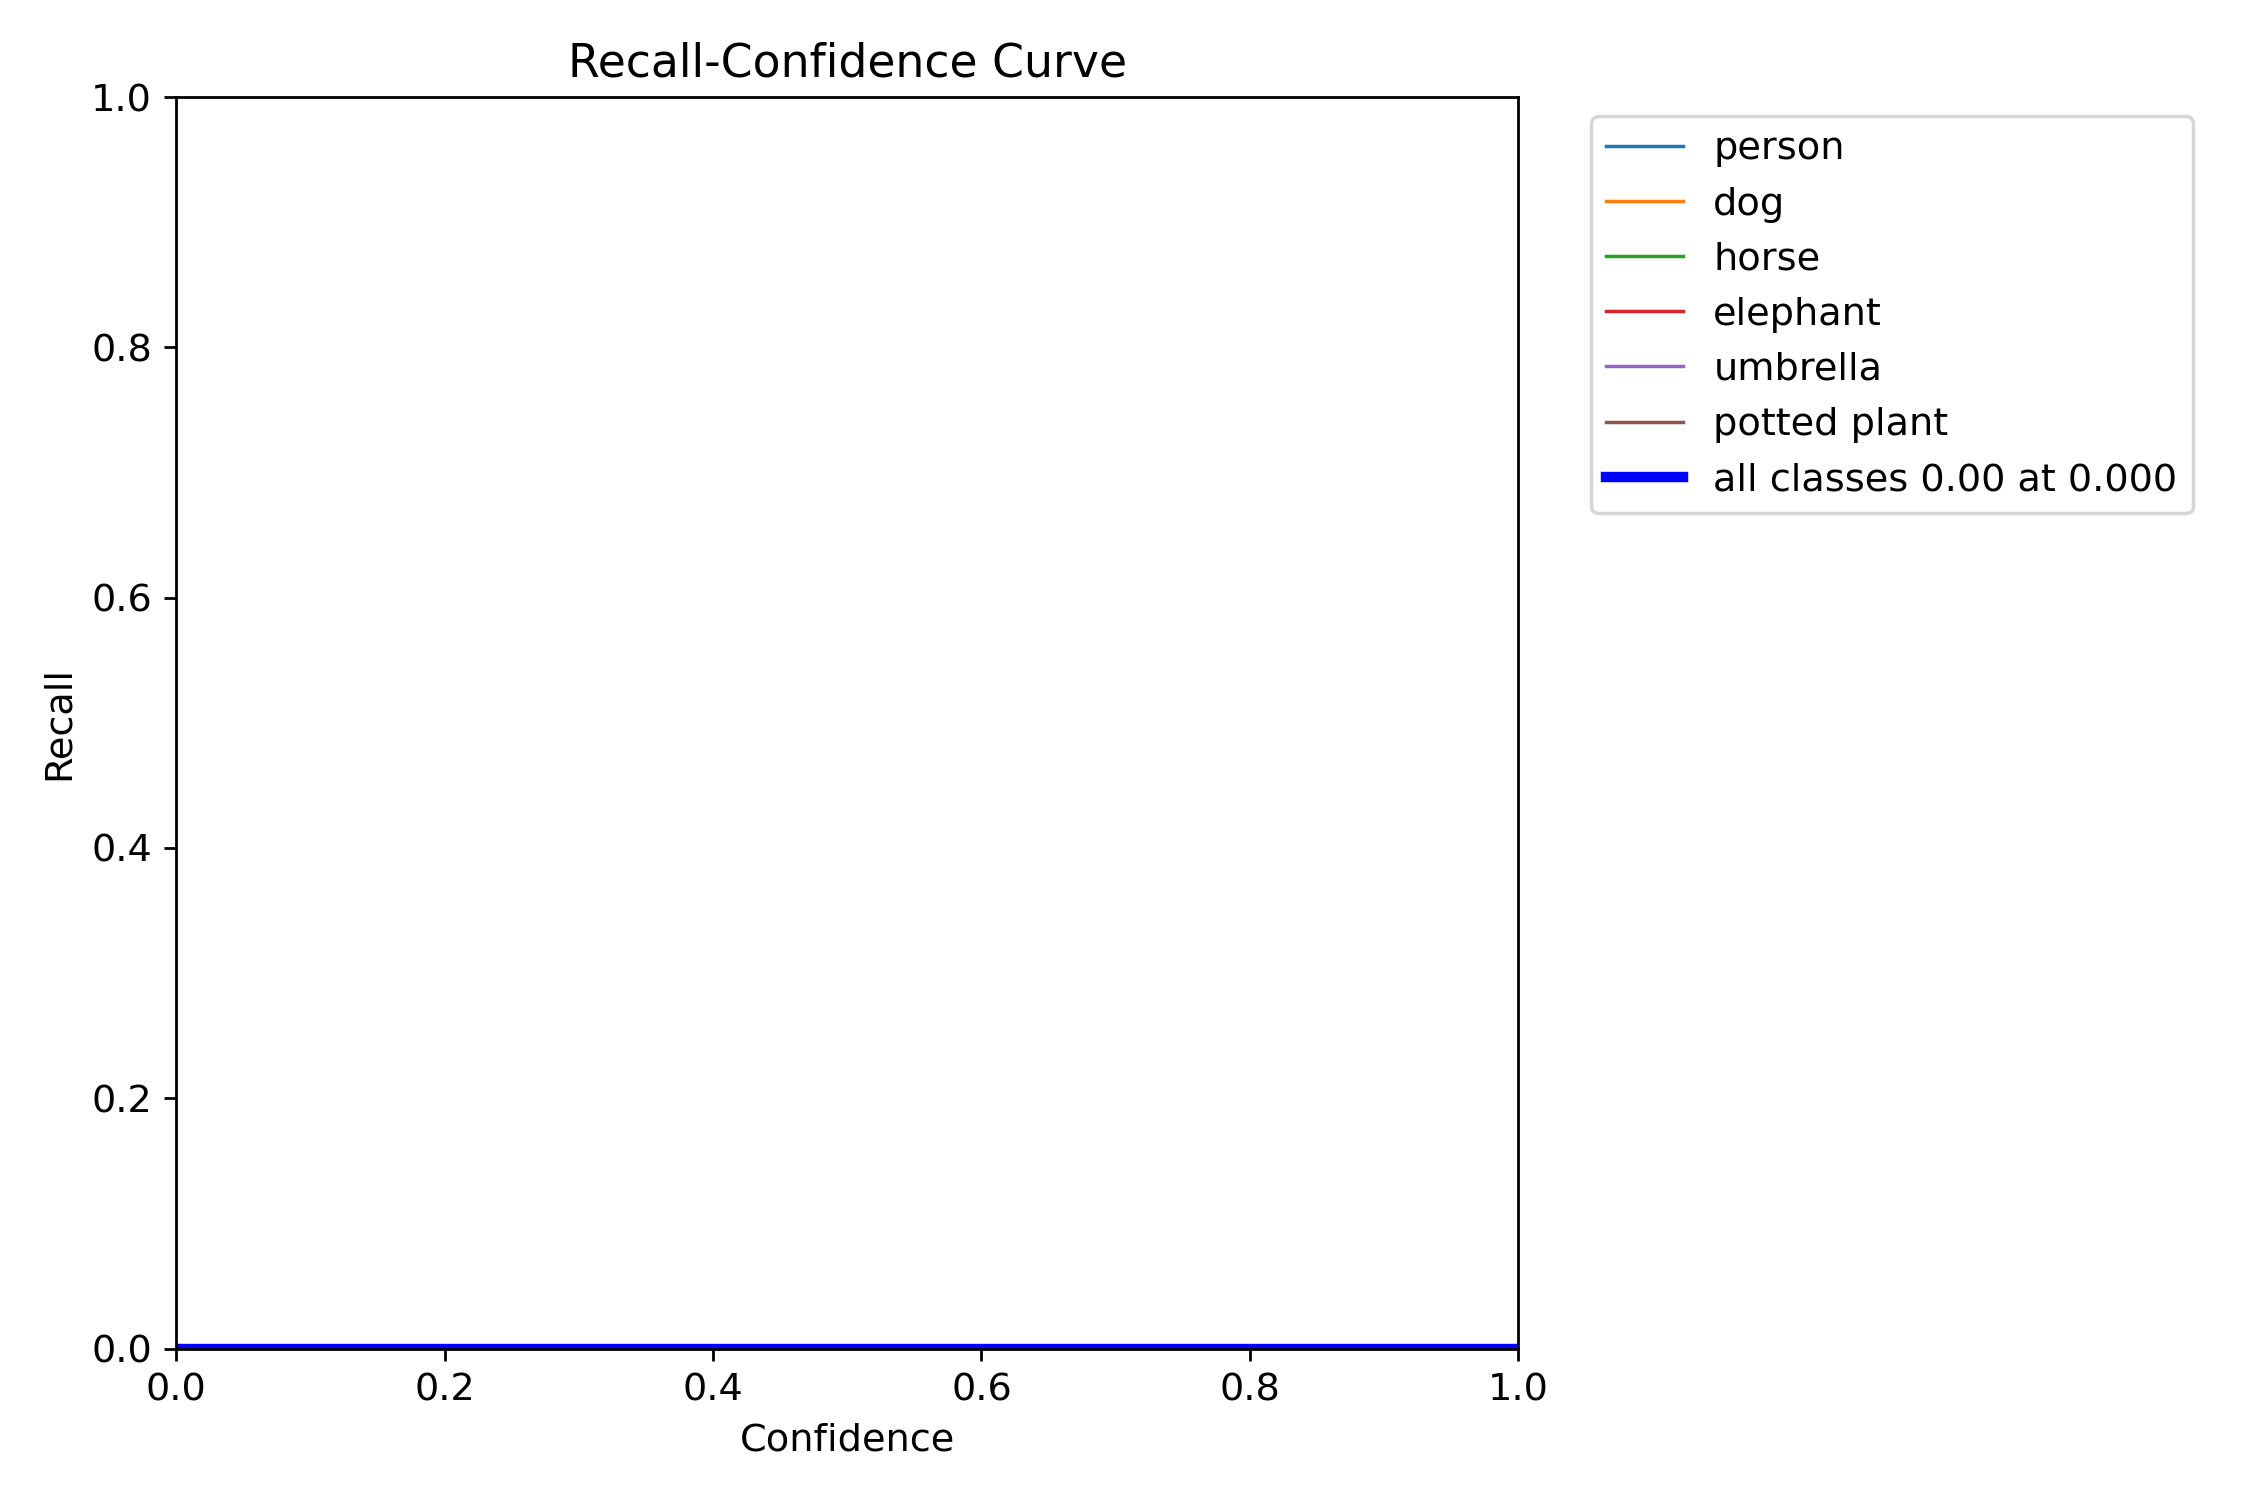 Recall-Confidence Curve
1.0
0.8
0.6
0.4
0.2
0.0
Recall
0.0 0.2 0.4 0.6 0.8 1.0
Confidence
person
dog
horse
elephant
umbrella
potted plant
all classes 0.00 at 0.000